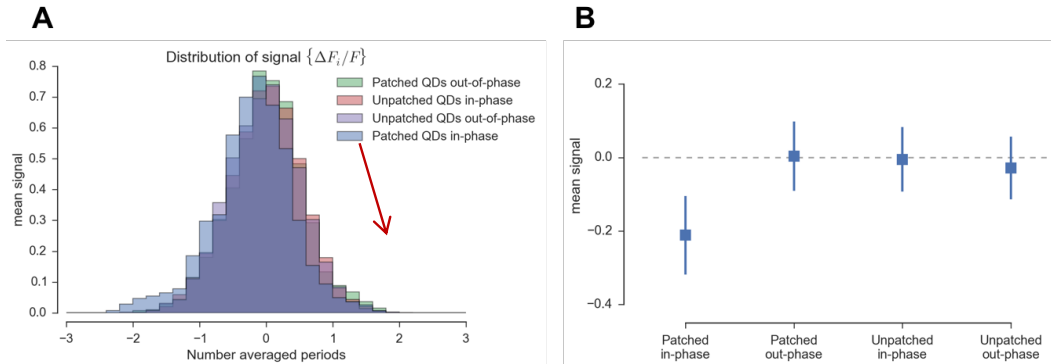 A
Distribution of signal {ΔF_i/F}
mean signal
0.8
0.7
0.6
0.5
0.4
0.3
0.2
0.1
0.0
Patched QDs out-of-phase
Unpatched QDs in-phase
Unpatched QDs out-of-phase
Patched QDs in-phase
−3 −2 −1 0 1 2 3
Number averaged periods
B
mean signal
0.2
0.0
−0.2
−0.4
Patched Patched Unpatched Unpatched
in-phase out-phase in-phase out-phase